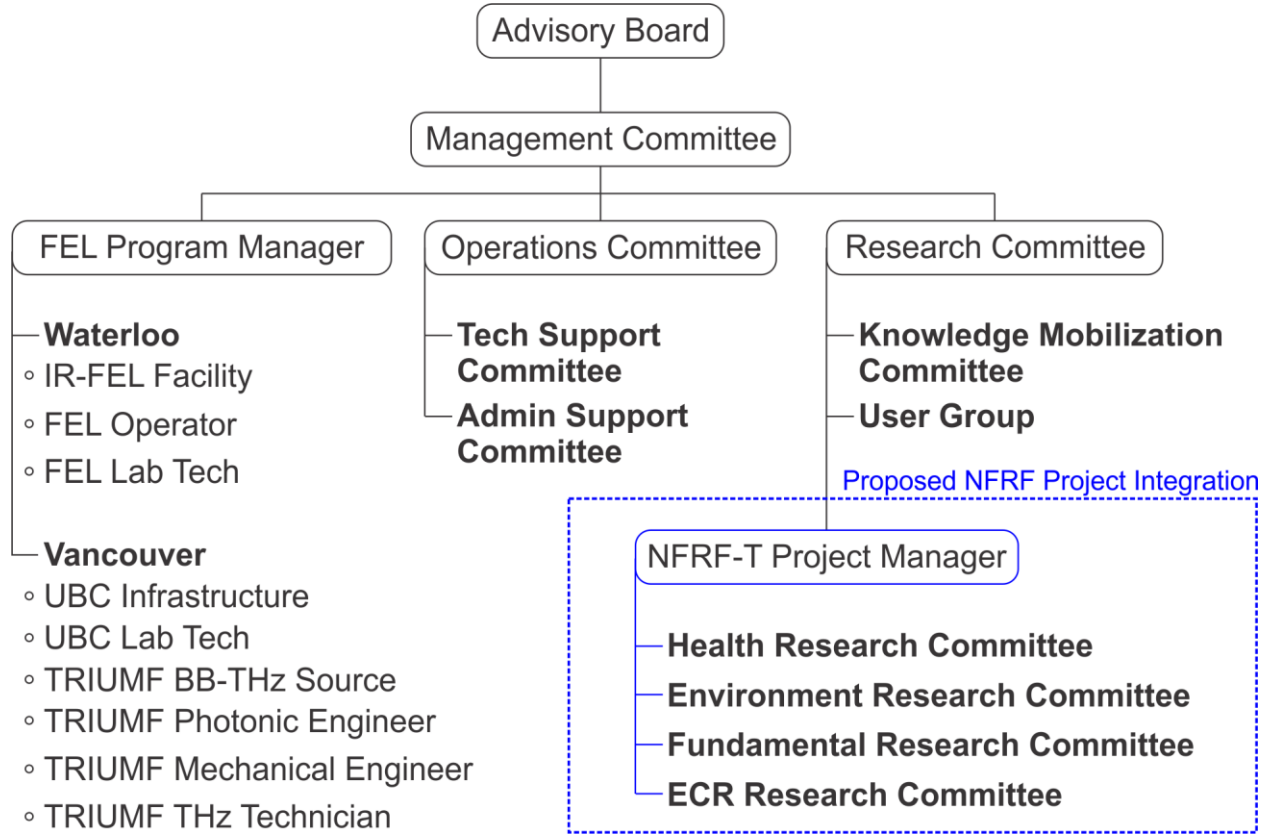 Advisory Board
Management Committee
FEL Program Manager
Waterloo
◦ IR-FEL Facility
◦ FEL Operator
◦ FEL Lab Tech
Vancouver
◦ UBC Infrastructure
◦ UBC Lab Tech
◦ TRIUMF BB-THz Source
◦ TRIUMF Photonic Engineer
◦ TRIUMF Mechanical Engineer
◦ TRIUMF THz Technician
Operations Committee
Tech Support
Committee
Admin Support
Committee
Research Committee
Knowledge Mobilization
Committee
User Group
Proposed NFRF Project Integration
NFRF-T Project Manager
Health Research Committee
Environment Research Committee
Fundamental Research Committee
ECR Research Committee